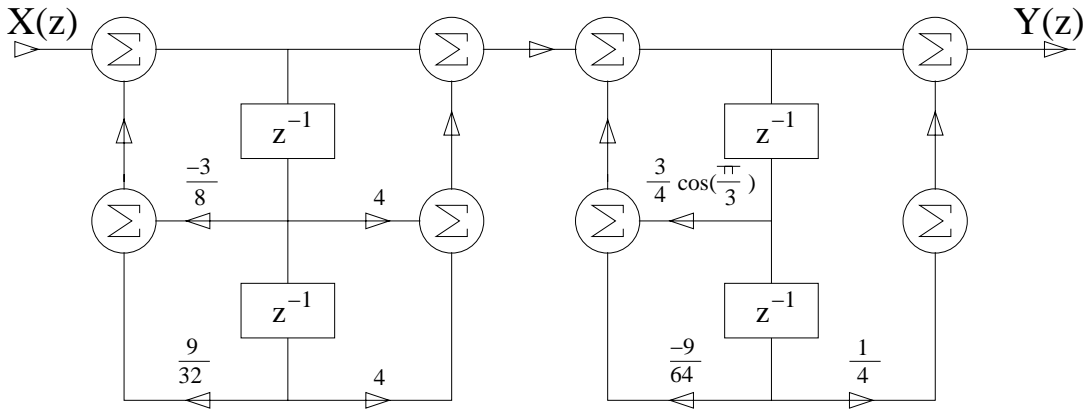 X(z) Σ Σ Σ Σ Y(z)
z⁻¹ z⁻¹
-3/8 4 3/4 cos(π/3)
Σ Σ Σ Σ
z⁻¹ z⁻¹
9/32 4 -9/64 1/4